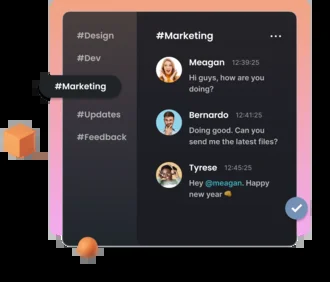 #Design
#Dev
#Marketing
#Updates
#Feedback
#Marketing
Meagan 12:39:25
Hi guys, how are you
doing?
Bernardo 12:41:25
Doing good. Can you
send me the latest files?
Tyrese 12:45:25
Hey @meagan. Happy
new year 🤜